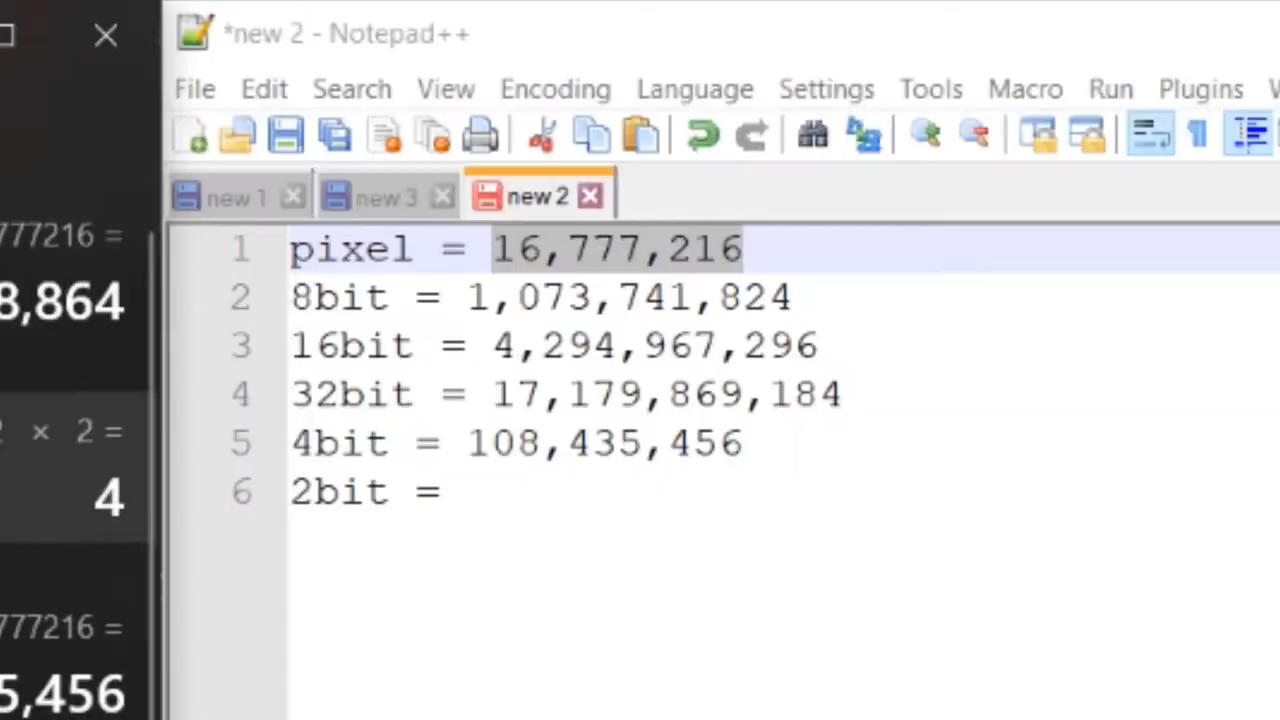 *new 2 - Notepad++
File Edit Search View Encoding Language Settings Tools Macro Run Plugins
new 1 new 3 new 2
777216 =
8,864
× 2 =
4
777216 =
5,456
1 pixel = 16,777,216
2 8bit = 1,073,741,824
3 16bit = 4,294,967,296
4 32bit = 17,179,869,184
5 4bit = 108,435,456
6 2bit =